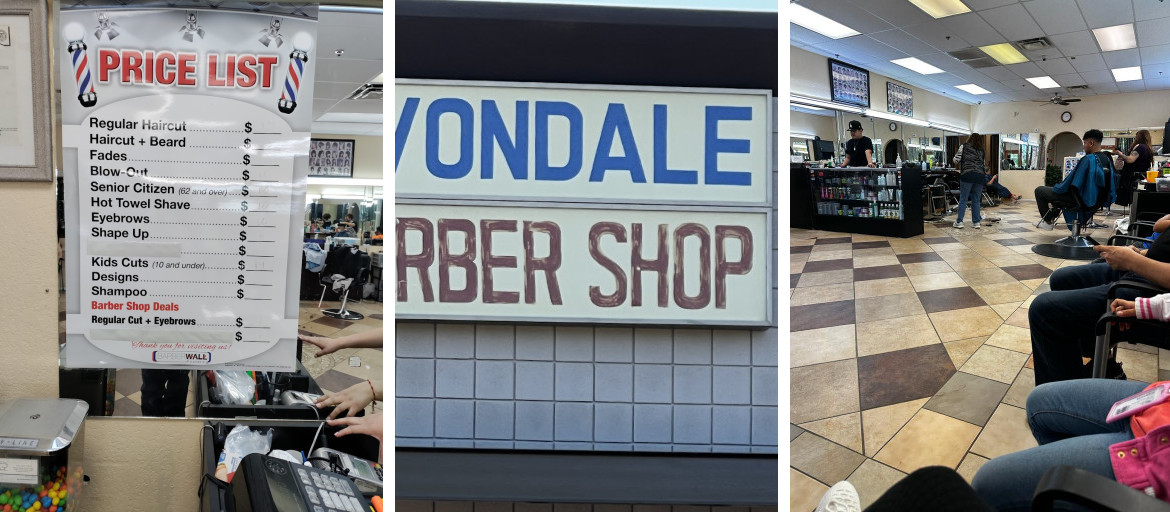 PRICE LIST
Regular Haircut $
Haircut + Beard $
Fades $
Blow-Out $
Senior Citizen (62 and over) $
Hot Towel Shave $
Eyebrows $
Shape Up $
$
Kids Cuts (10 and under) $
Designs $
Shampoo $
Barber Shop Deals
Regular Cut + Eyebrows $
$
Thank you for visiting us!
BARBERWALL
VONDALE
RBER SHOP